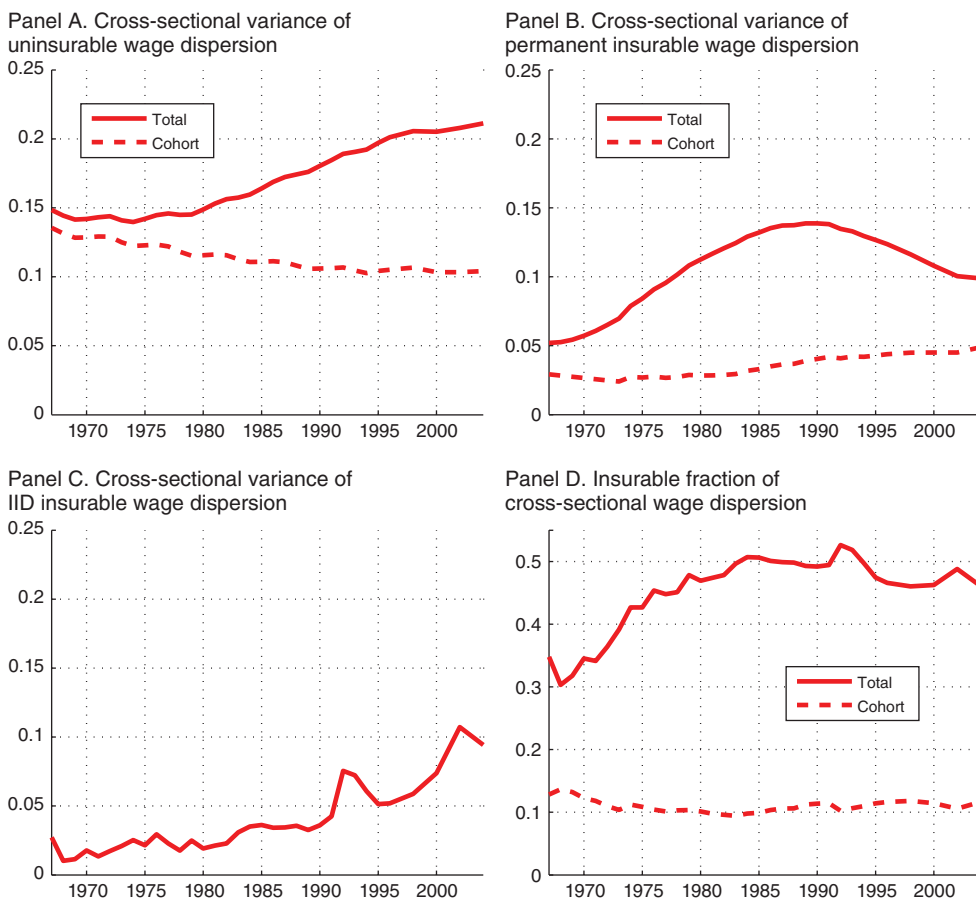 Panel A. Cross-sectional variance of
uninsurable wage dispersion
0.25
0.2
0.15
0.1
0.05
0
Total
Cohort
1970 1975 1980 1985 1990 1995 2000
Panel B. Cross-sectional variance of
permanent insurable wage dispersion
0.25
0.2
0.15
0.1
0.05
0
Total
Cohort
1970 1975 1980 1985 1990 1995 2000
Panel C. Cross-sectional variance of
IID insurable wage dispersion
0.25
0.2
0.15
0.1
0.05
0
1970 1975 1980 1985 1990 1995 2000
Panel D. Insurable fraction of
cross-sectional wage dispersion
0.5
0.4
0.3
0.2
0.1
0
Total
Cohort
1970 1975 1980 1985 1990 1995 2000